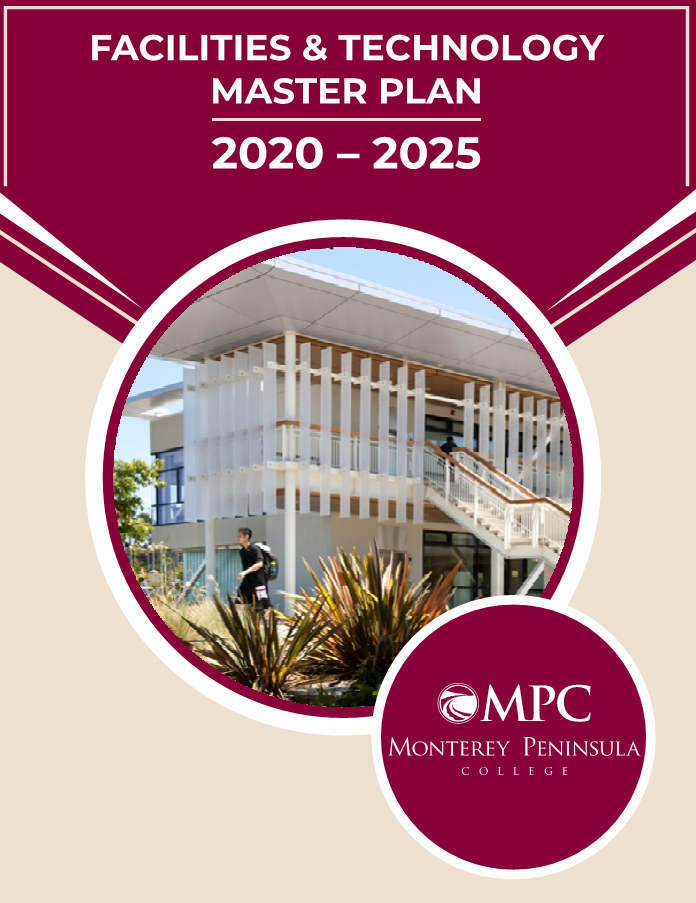 FACILITIES & TECHNOLOGY
MASTER PLAN
2020 – 2025
MPC
MONTEREY PENINSULA
COLLEGE